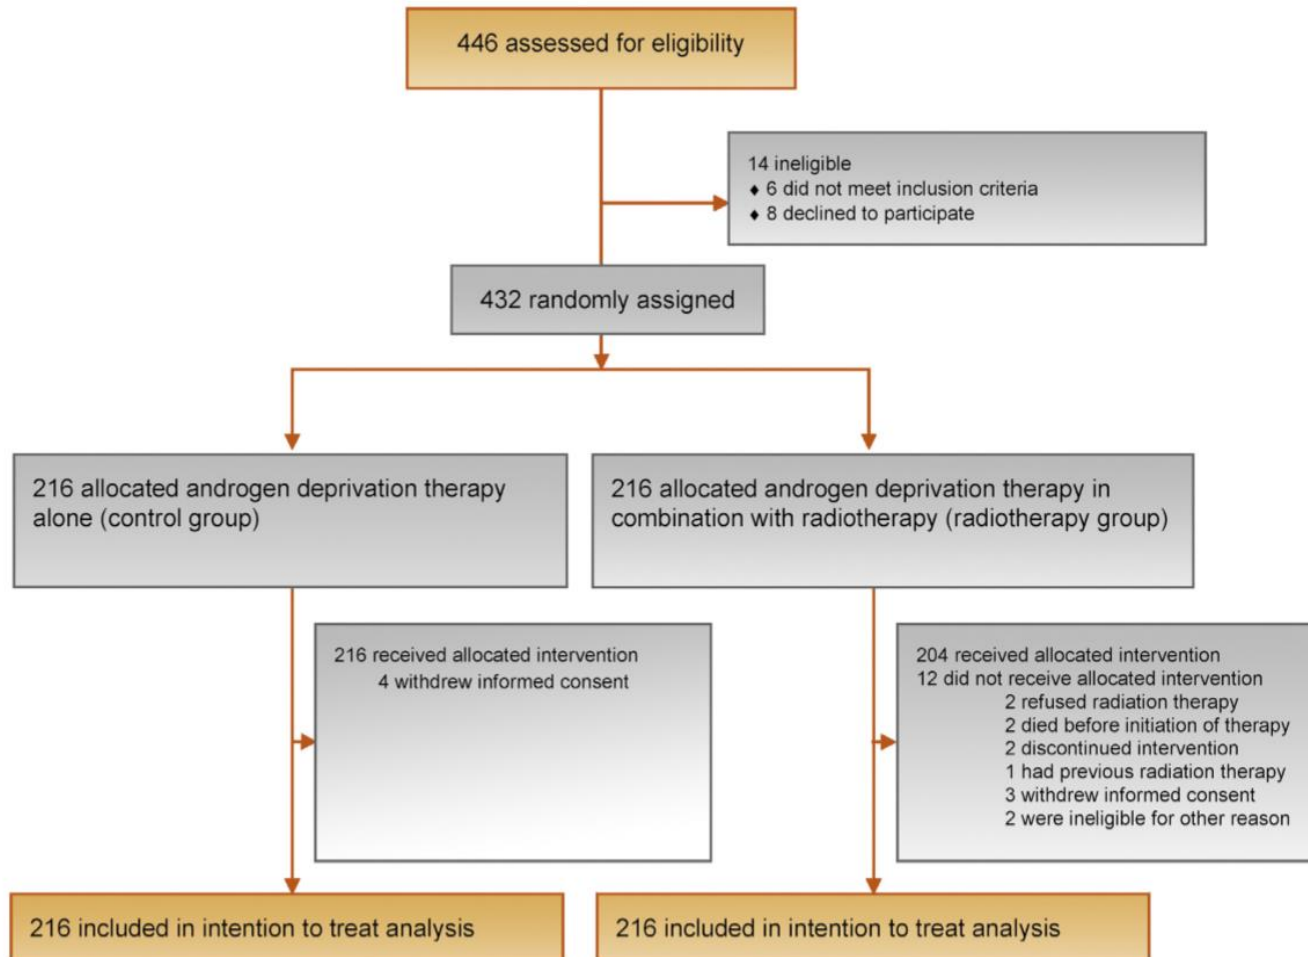 446 assessed for eligibility
14 ineligible
♦ 6 did not meet inclusion criteria
♦ 8 declined to participate
432 randomly assigned
216 allocated androgen deprivation therapy
alone (control group)
216 allocated androgen deprivation therapy in
combination with radiotherapy (radiotherapy group)
216 received allocated intervention
4 withdrew informed consent
204 received allocated intervention
12 did not receive allocated intervention
2 refused radiation therapy
2 died before initiation of therapy
2 discontinued intervention
1 had previous radiation therapy
3 withdrew informed consent
2 were ineligible for other reason
216 included in intention to treat analysis
216 included in intention to treat analysis